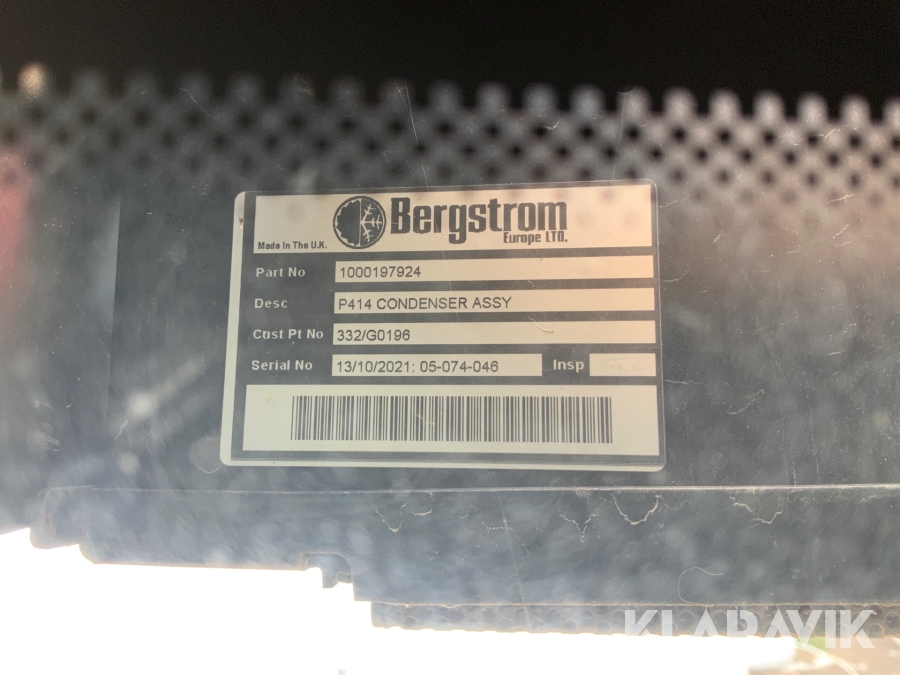 Bergstrom
Europe LTD.
Made In The U.K.
Part No 1000197924
Desc P414 CONDENSER ASSY
Cust Pt No 332/G0196
Serial No 13/10/2021: 05-074-046 Insp
KLARAVIK